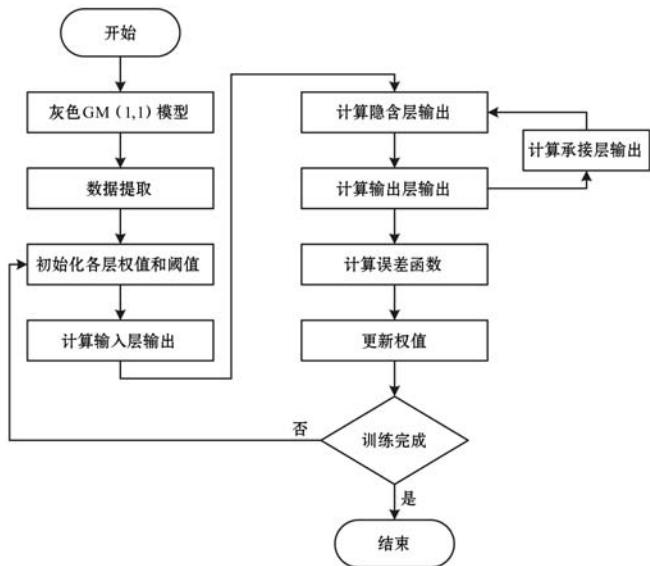 开始
灰色GM（1,1）模型
数据提取
初始化各层权值和阈值
计算输入层输出
计算隐含层输出
计算承接层输出
计算输出层输出
计算误差函数
更新权值
训练完成
否
是
结束